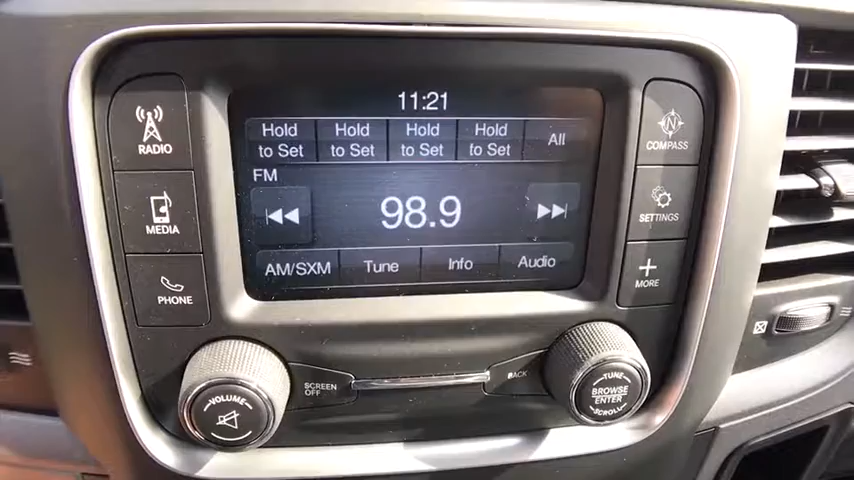 11:21
Hold to Set
Hold to Set
Hold to Set
Hold to Set
All
FM
98.9
AM/SXM
Tune
Info
Audio
RADIO
MEDIA
PHONE
N
COMPASS
SETTINGS
MORE
VOLUME
SCREEN
OFF
BACK
TUNE
BROWSE
ENTER
SCROLL